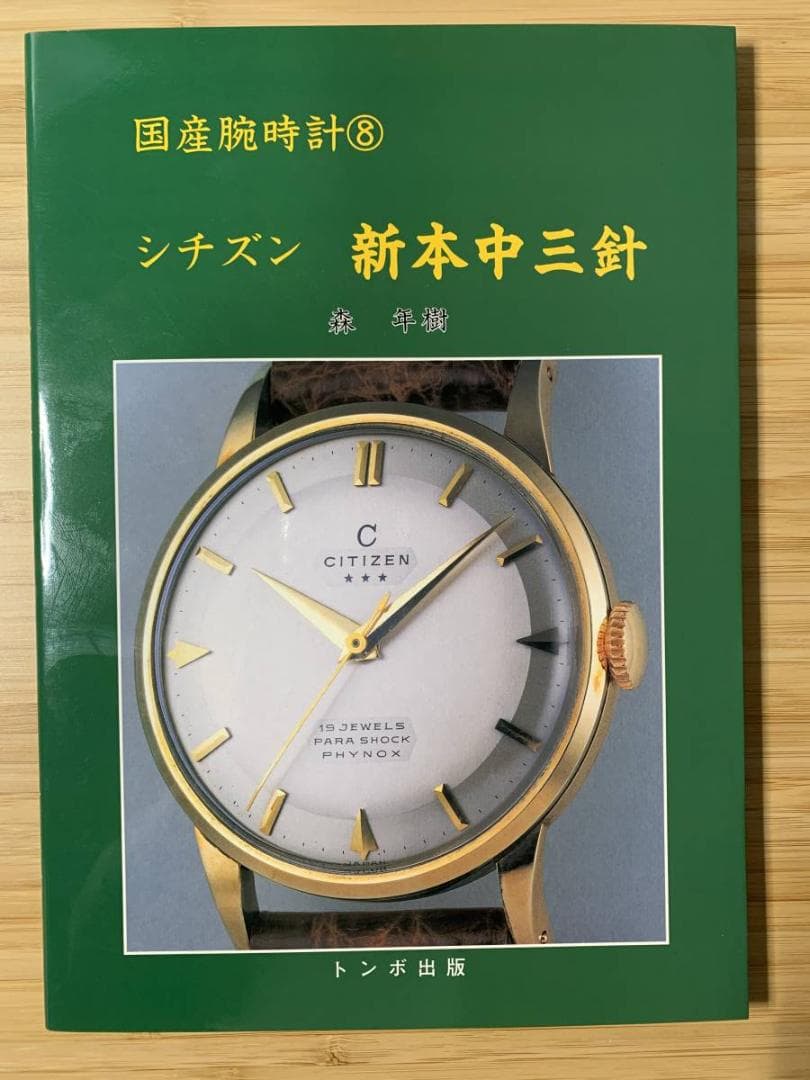 国産腕時計⑧
シチズン 新本中三針
森 年樹
C
CITIZEN
★★★
19 JEWELS
PARA SHOCK
PHYNOX
JAPAN
トンボ出版